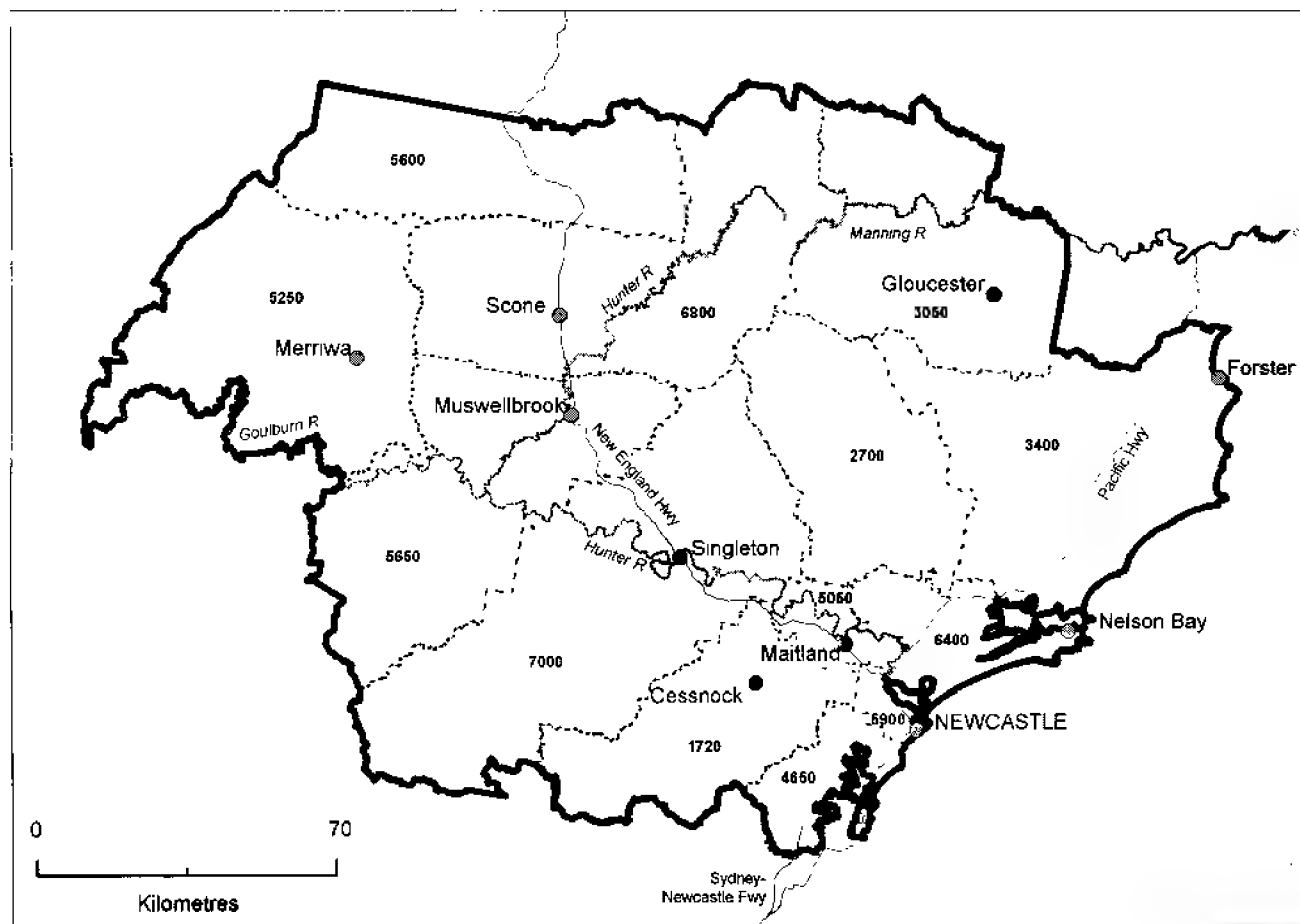 5600
Manning R
Hunter R
Gloucester
3050
5250
Scone
6800
Merriwa
Forster
Muswellbrook
Goulburn R
New England Hwy
2700
3400
Pacific Hwy
5650
Hunter R
Singleton
5050
Nelson Bay
6400
Maitland
7000
Cessnock
5900
NEWCASTLE
1720
4650
0
70
Kilometres
Sydney-
Newcastle Fwy